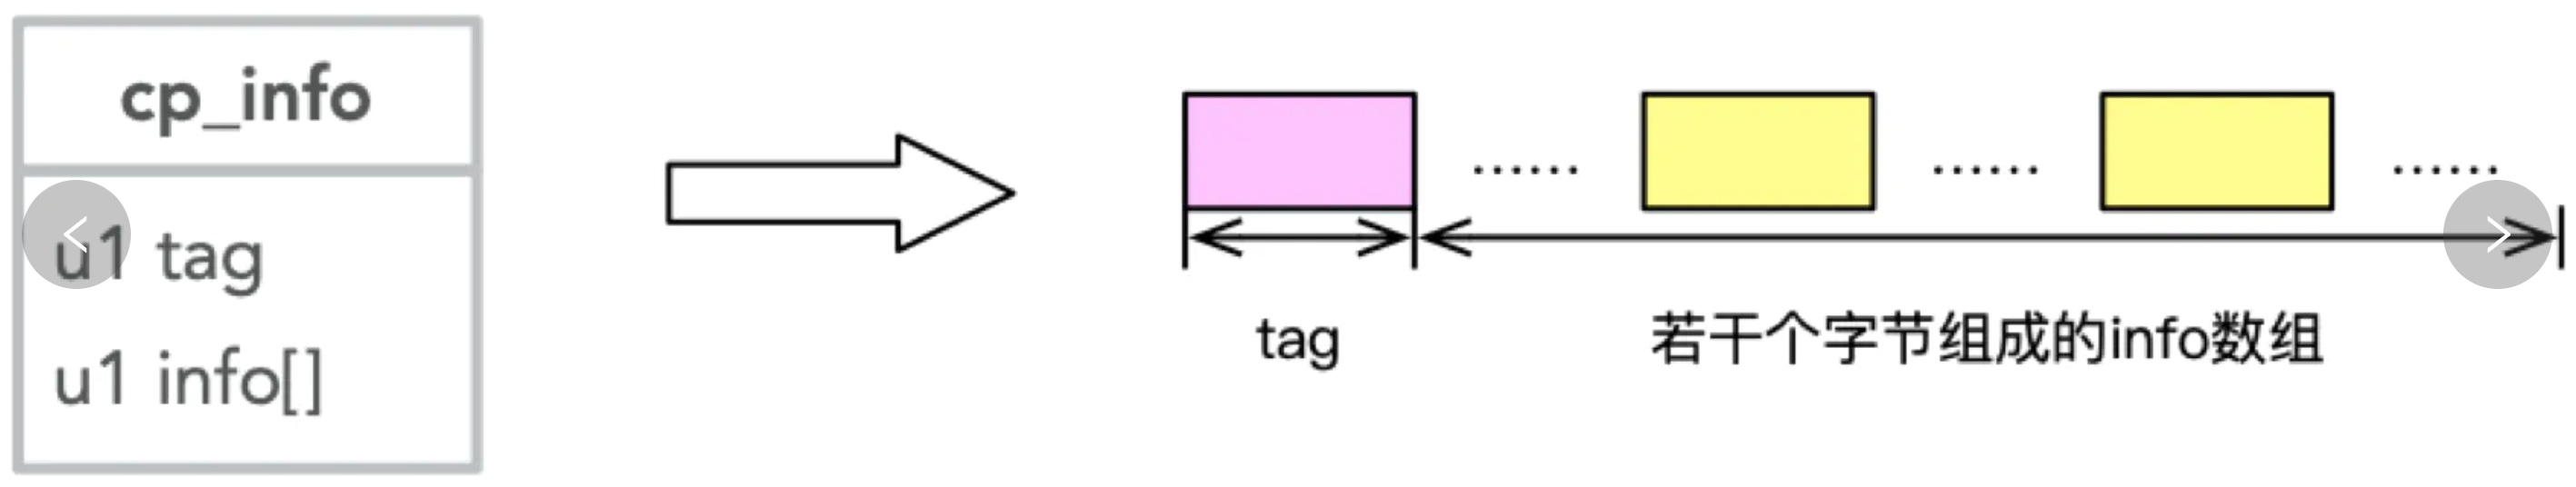 cp_info
u1 tag
u1 info[]
......
......
......
tag
若干个字节组成的info数组